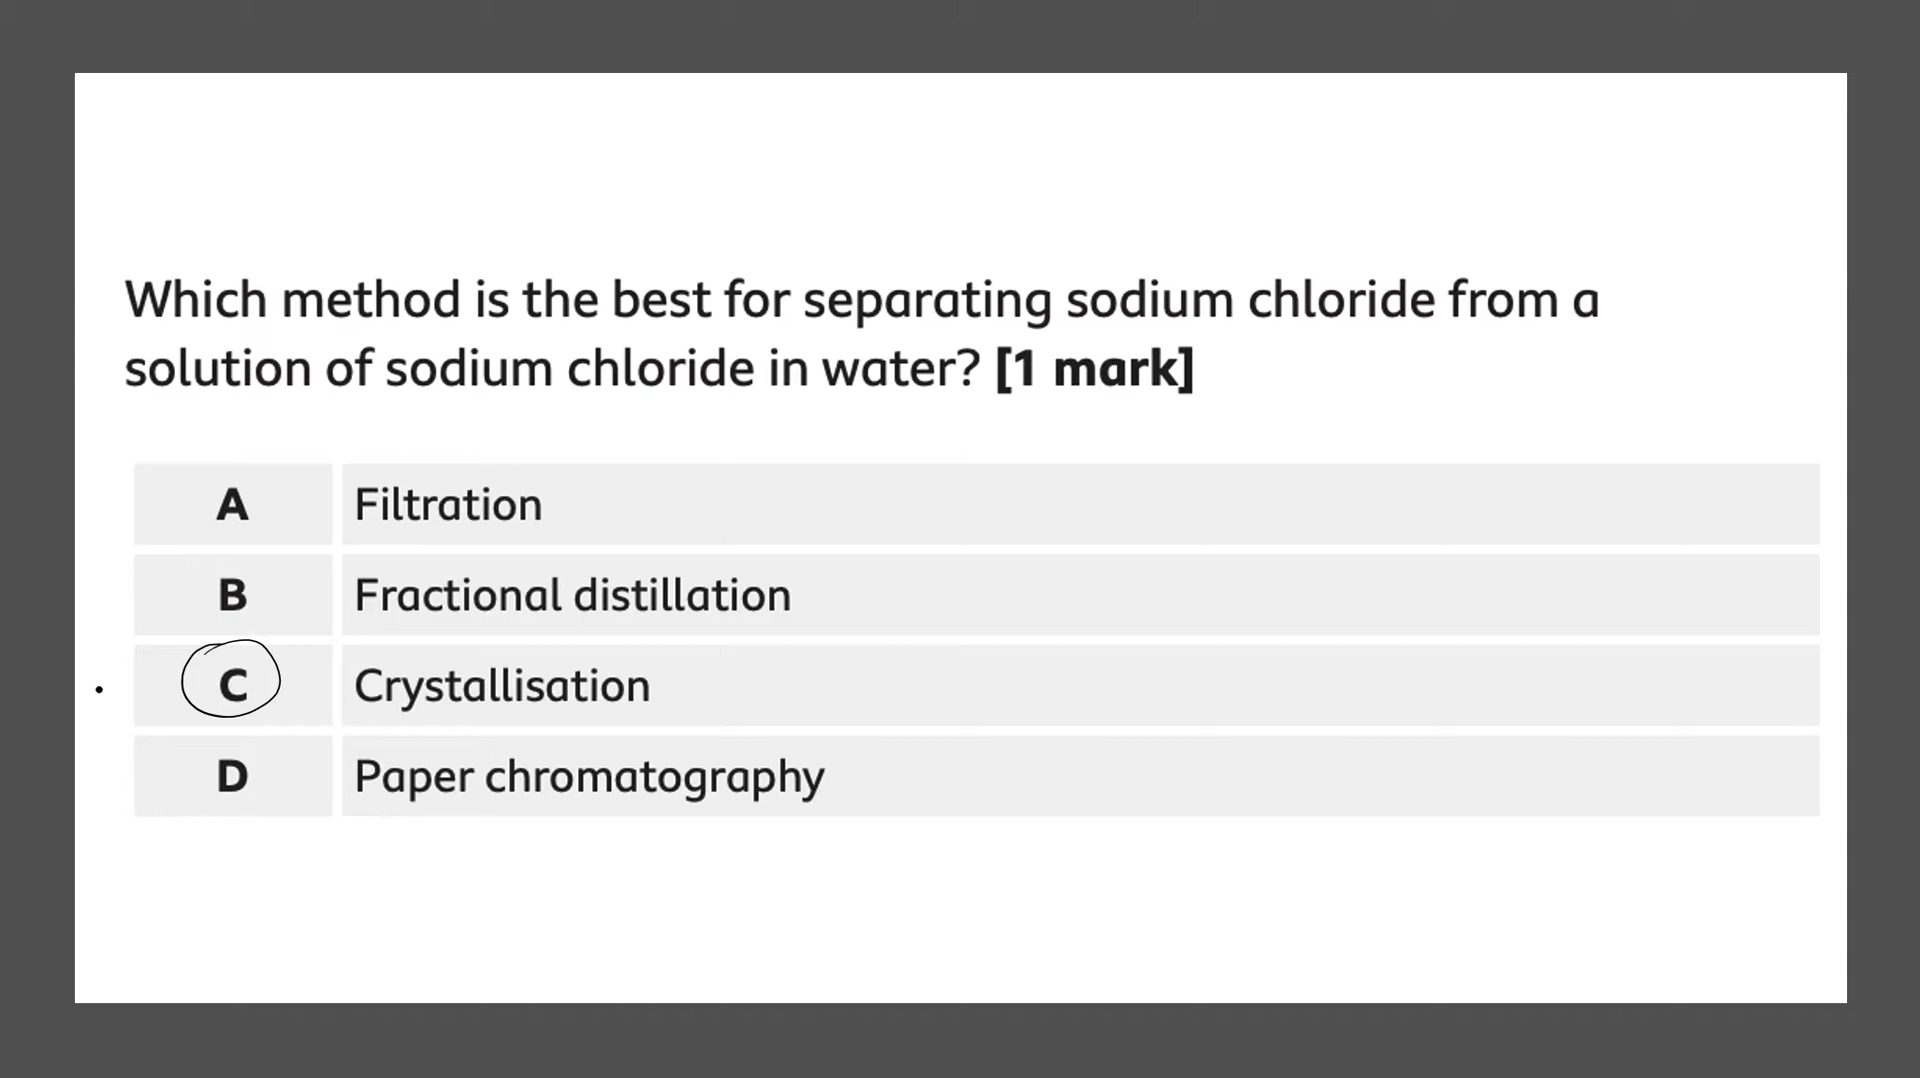 Which method is the best for separating sodium chloride from a
solution of sodium chloride in water? [1 mark]
A Filtration
B Fractional distillation
C Crystallisation
D Paper chromatography